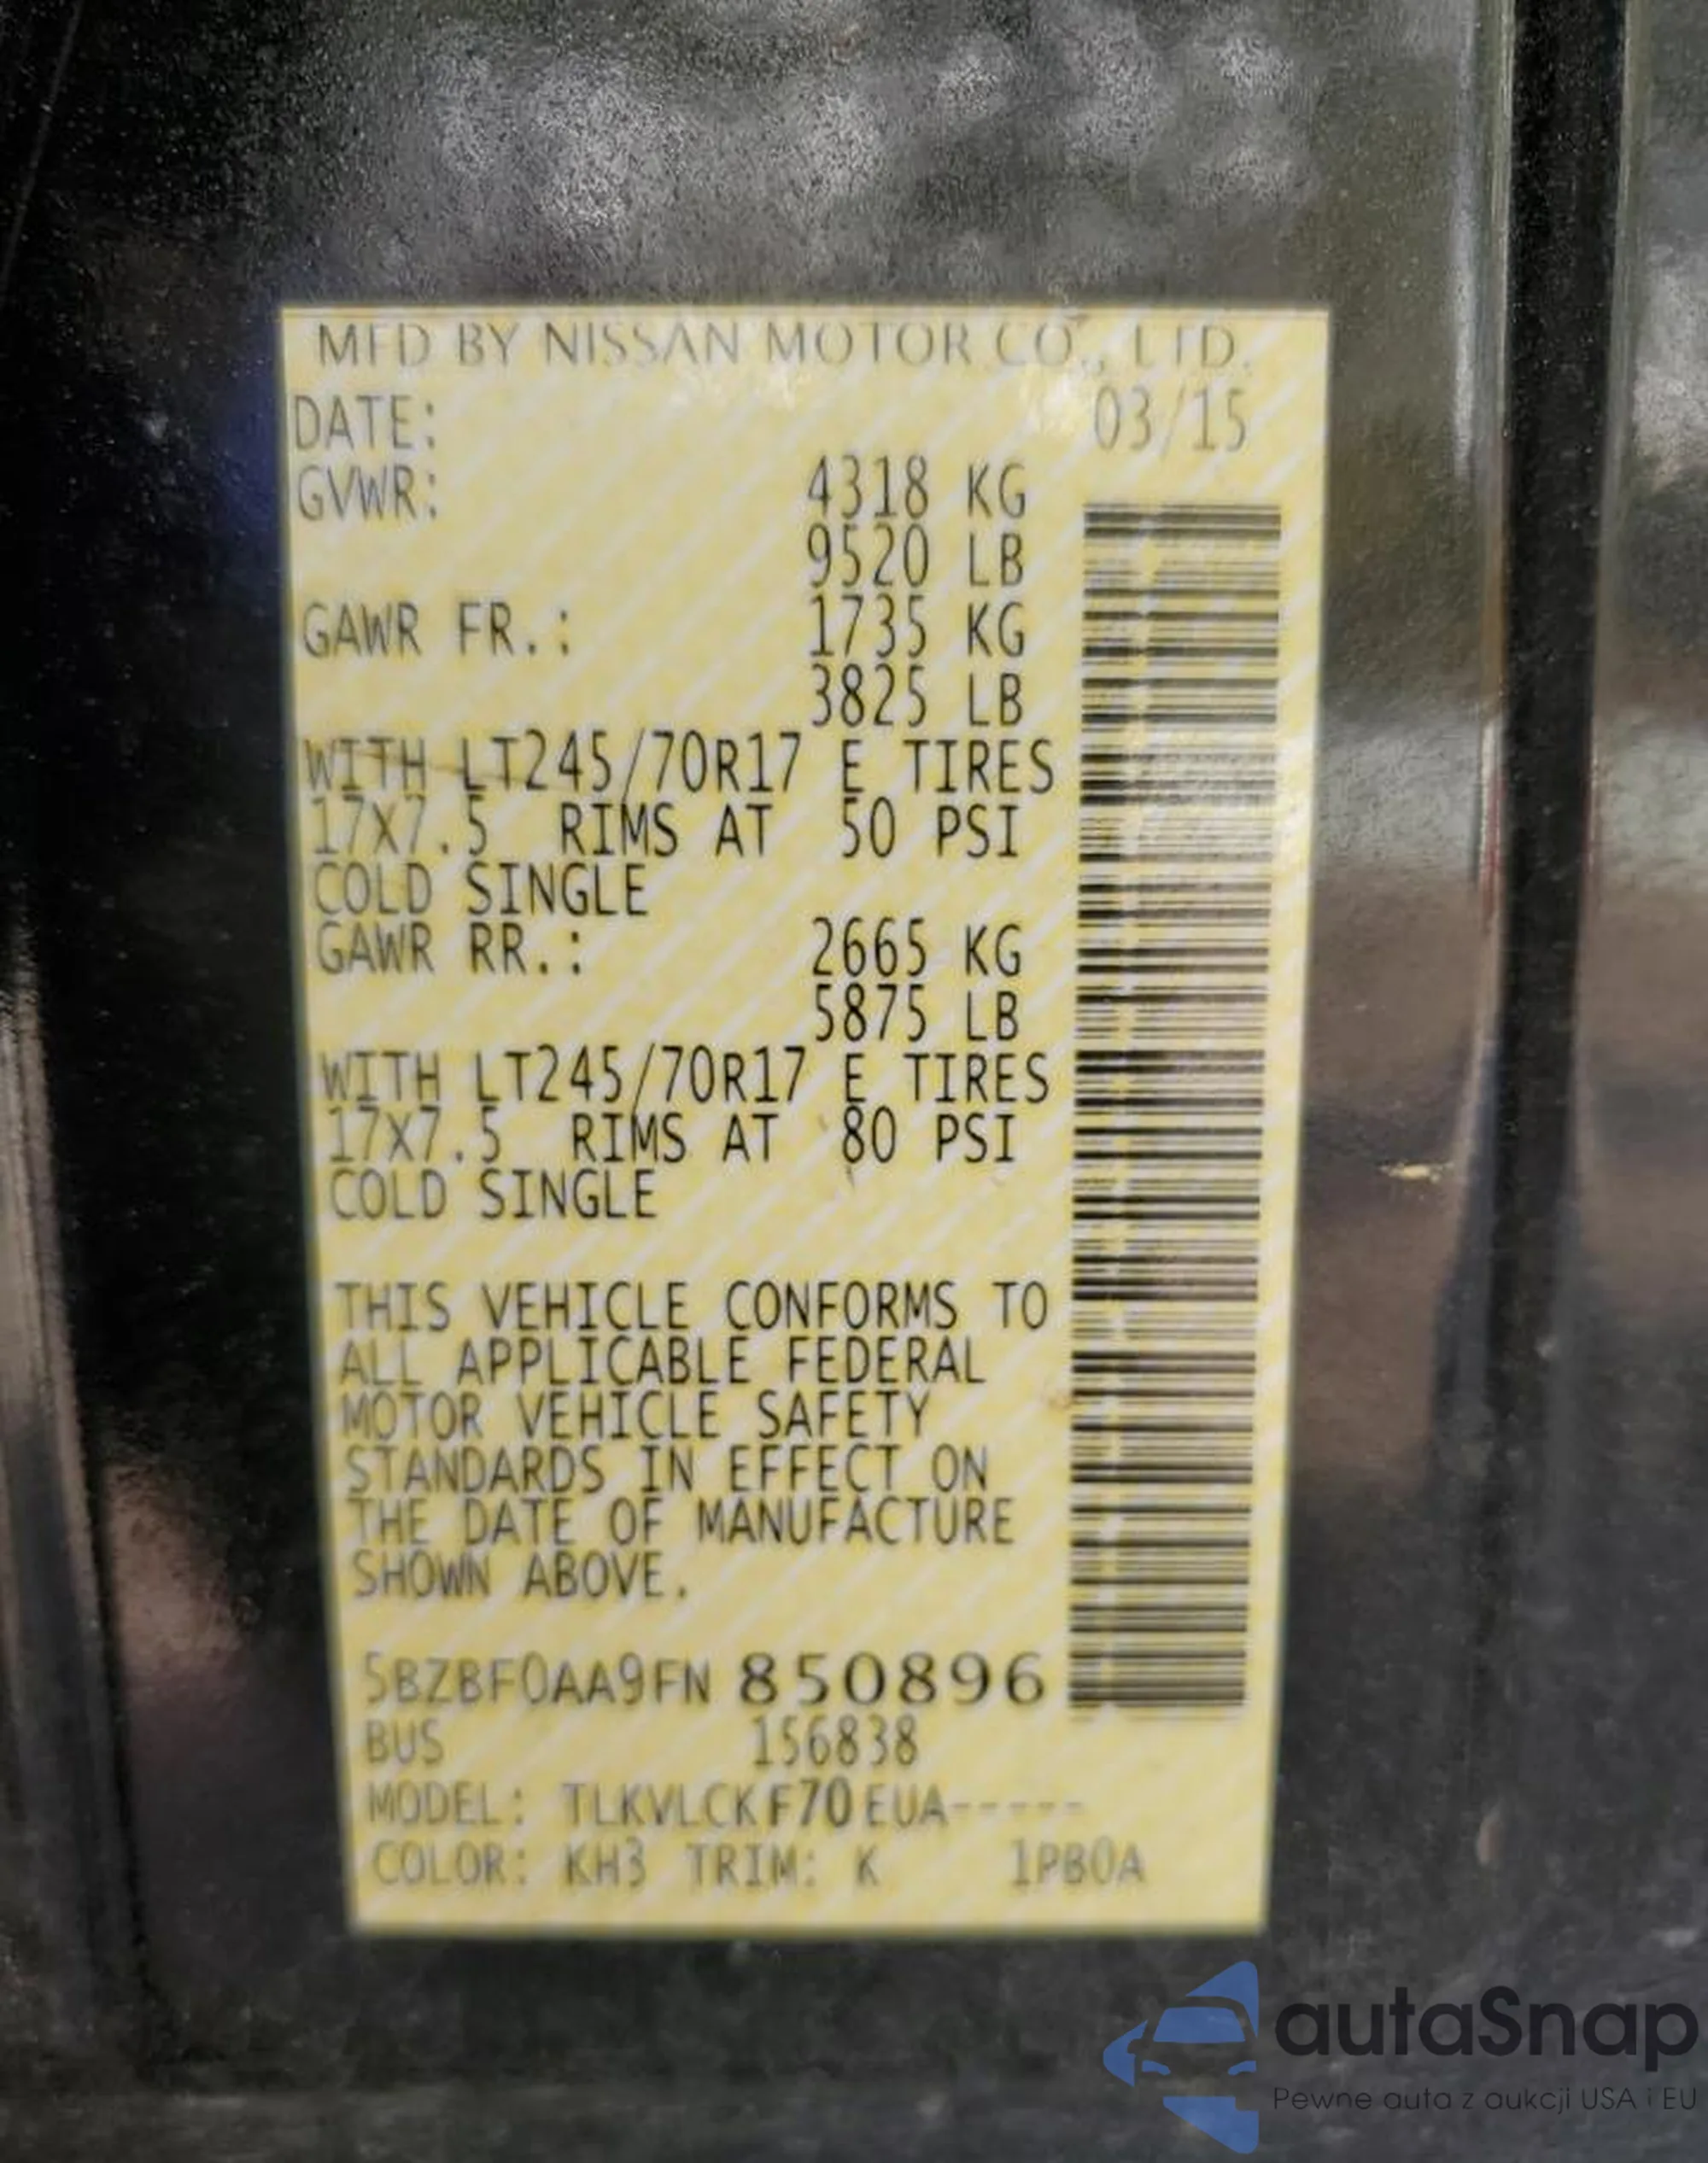 MFD BY NISSAN MOTOR CO., LTD.
DATE: 03/15
GVWR: 4318 KG
9520 LB
GAWR FR.: 1735 KG
3825 LB
WITH LT245/70R17 E TIRES
17X7.5 RIMS AT 50 PSI
COLD SINGLE
GAWR RR.: 2665 KG
5875 LB
WITH LT245/70R17 E TIRES
17X7.5 RIMS AT 80 PSI
COLD SINGLE
THIS VEHICLE CONFORMS TO
ALL APPLICABLE FEDERAL
MOTOR VEHICLE SAFETY
STANDARDS IN EFFECT ON
THE DATE OF MANUFACTURE
SHOWN ABOVE.
5BZBF0AA9FN 850896
BUS 156838
MODEL: TLKVLCKF70EUA-----
COLOR: KH3 TRIM: K 1PB0A
autaSnap
Pewne auta z aukcji USA i EU